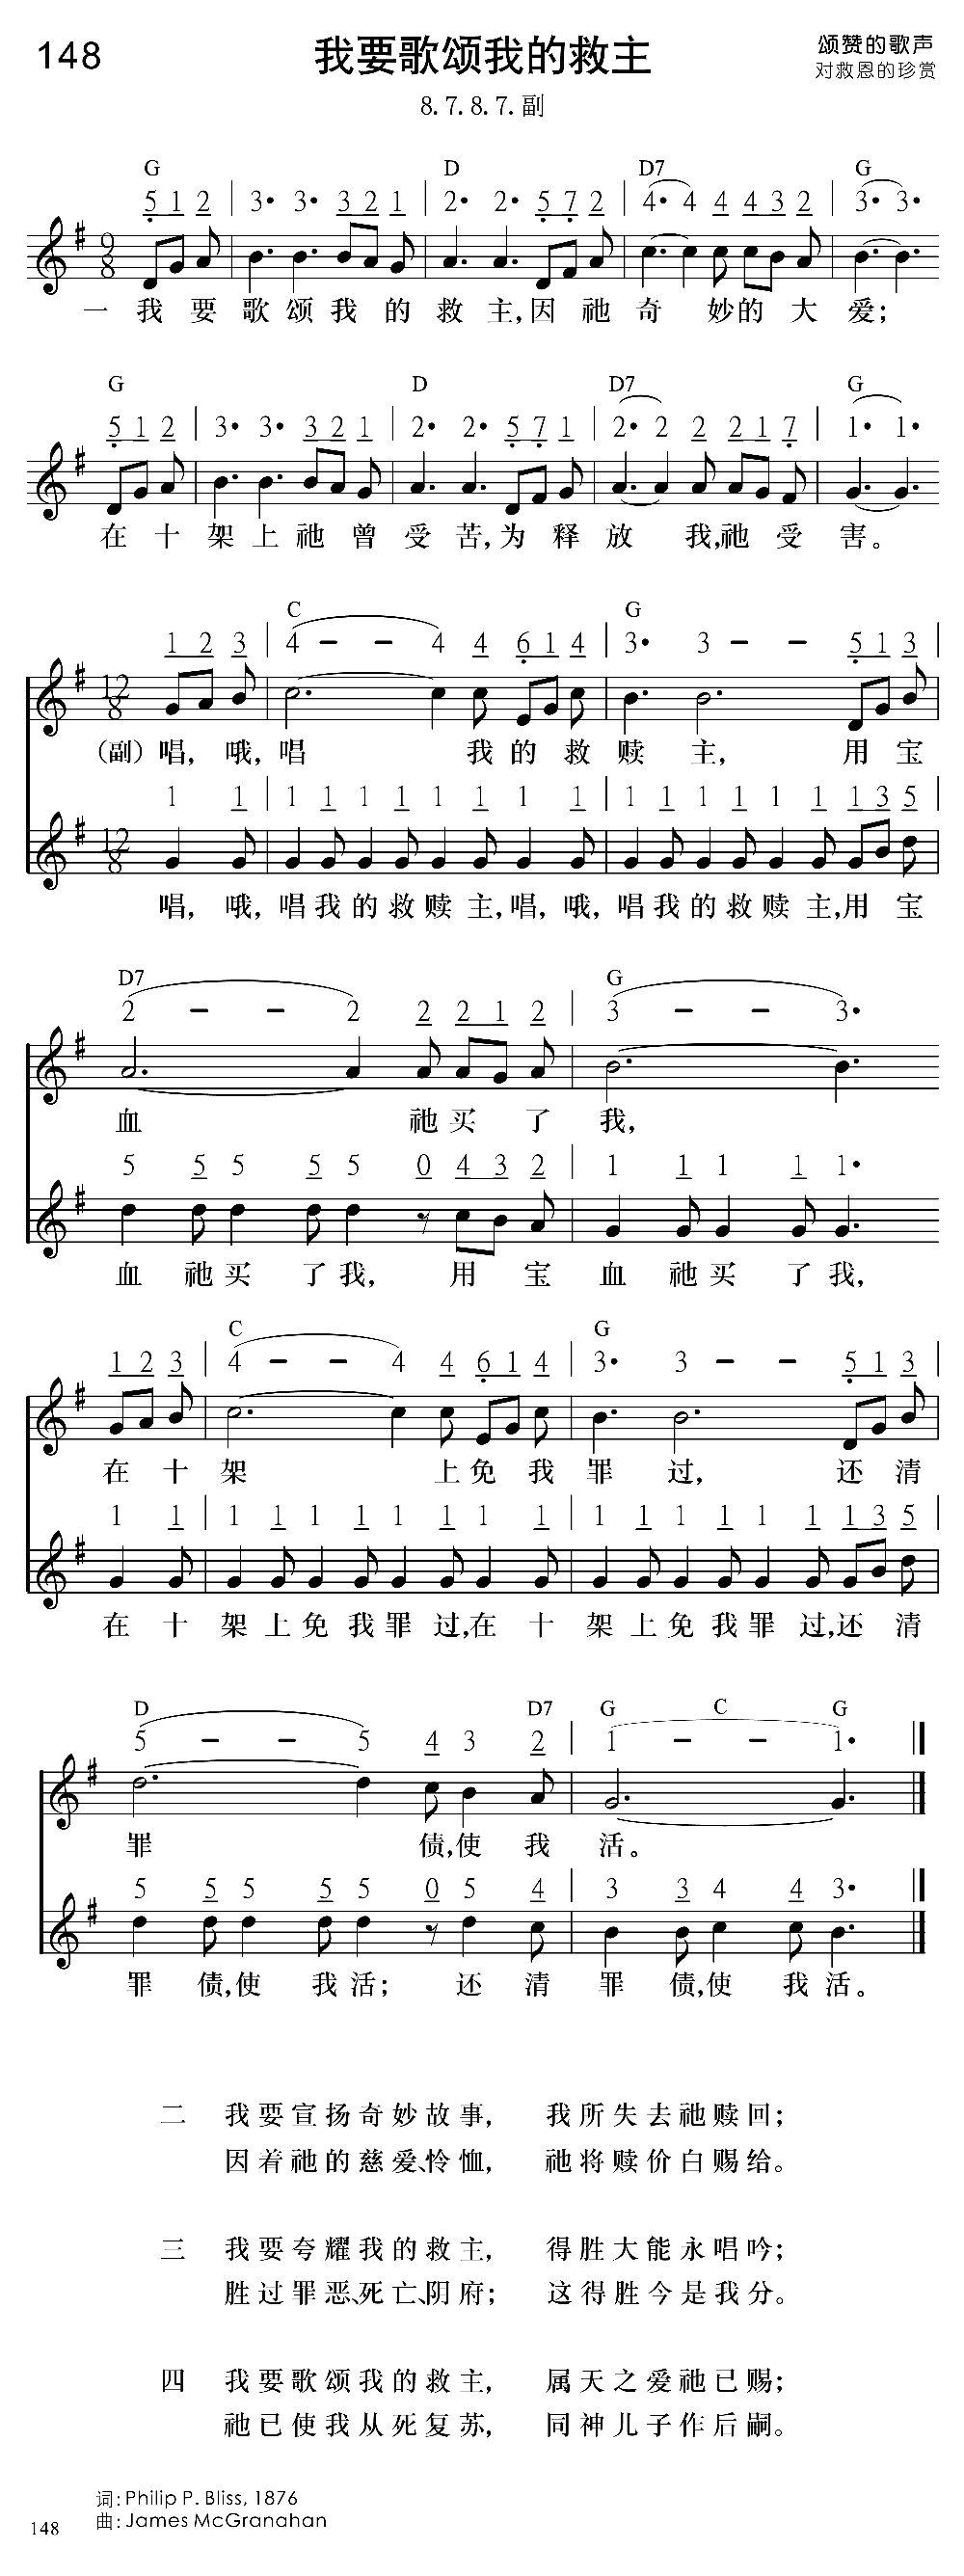 148 我要歌颂我的救主 颂赞的歌声
对救恩的珍赏
8. 7. 8. 7. 副
G D D7 G
5 1 2 | 3· 3· 3 2 1 | 2· 2· 5 7 2 | 4· 4 4 4 3 2 | 3· 3·
9/8
一 我 要 歌 颂 我 的 救 主, 因 祂 奇 妙 的 大 爱;
G D D7 G
5 1 2 | 3· 3· 3 2 1 | 2· 2· 5 7 1 | 2· 2 2 2 1 7 | 1· 1·
在 十 架 上 祂 曾 受 苦, 为 释 放 我, 祂 受 害。
C G
1 2 3 | 4 – – 4 4 6 1 4 | 3· 3 – – 5 1 3 |
12/8
(副) 唱, 哦, 唱 我 的 救 赎 主, 用 宝
1 1 | 1 1 1 1 1 1 1 1 | 1 1 1 1 1 1 1 3 5 |
12/8
唱, 哦, 唱 我 的 救 赎 主, 唱, 哦, 唱 我 的 救 赎 主, 用 宝
D7 G
2 – – 2 2 2 1 2 | 3 – – 3·
血 祂 买 了 我,
5 5 5 5 5 0 4 3 2 | 1 1 1 1 1·
血 祂 买 了 我, 用 宝 血 祂 买 了 我,
C G
1 2 3 | 4 – – 4 4 6 1 4 | 3· 3 – – 5 1 3 |
在 十 架 上 免 我 罪 过, 还 清
1 1 | 1 1 1 1 1 1 1 1 | 1 1 1 1 1 1 1 3 5 |
在 十 架 上 免 我 罪 过, 在 十 架 上 免 我 罪 过, 还 清
D D7 G C G
5 – – 5 4 3 2 | 1 – – 1·
罪 债, 使 我 活。
5 5 5 5 5 0 5 4 | 3 3 4 4 3·
罪 债, 使 我 活; 还 清 罪 债, 使 我 活。
二 我要宣扬奇妙故事, 我所失去祂赎回;
因着祂的慈爱、怜恤, 祂将赎价白赐给。
三 我要夸耀我的救主, 得胜大能永唱吟;
胜过罪恶、死亡、阴府; 这得胜今是我分。
四 我要歌颂我的救主, 属天之爱祂已赐;
祂已使我从死复苏, 同神儿子作后嗣。
词: Philip P. Bliss, 1876
曲: James McGranahan
148